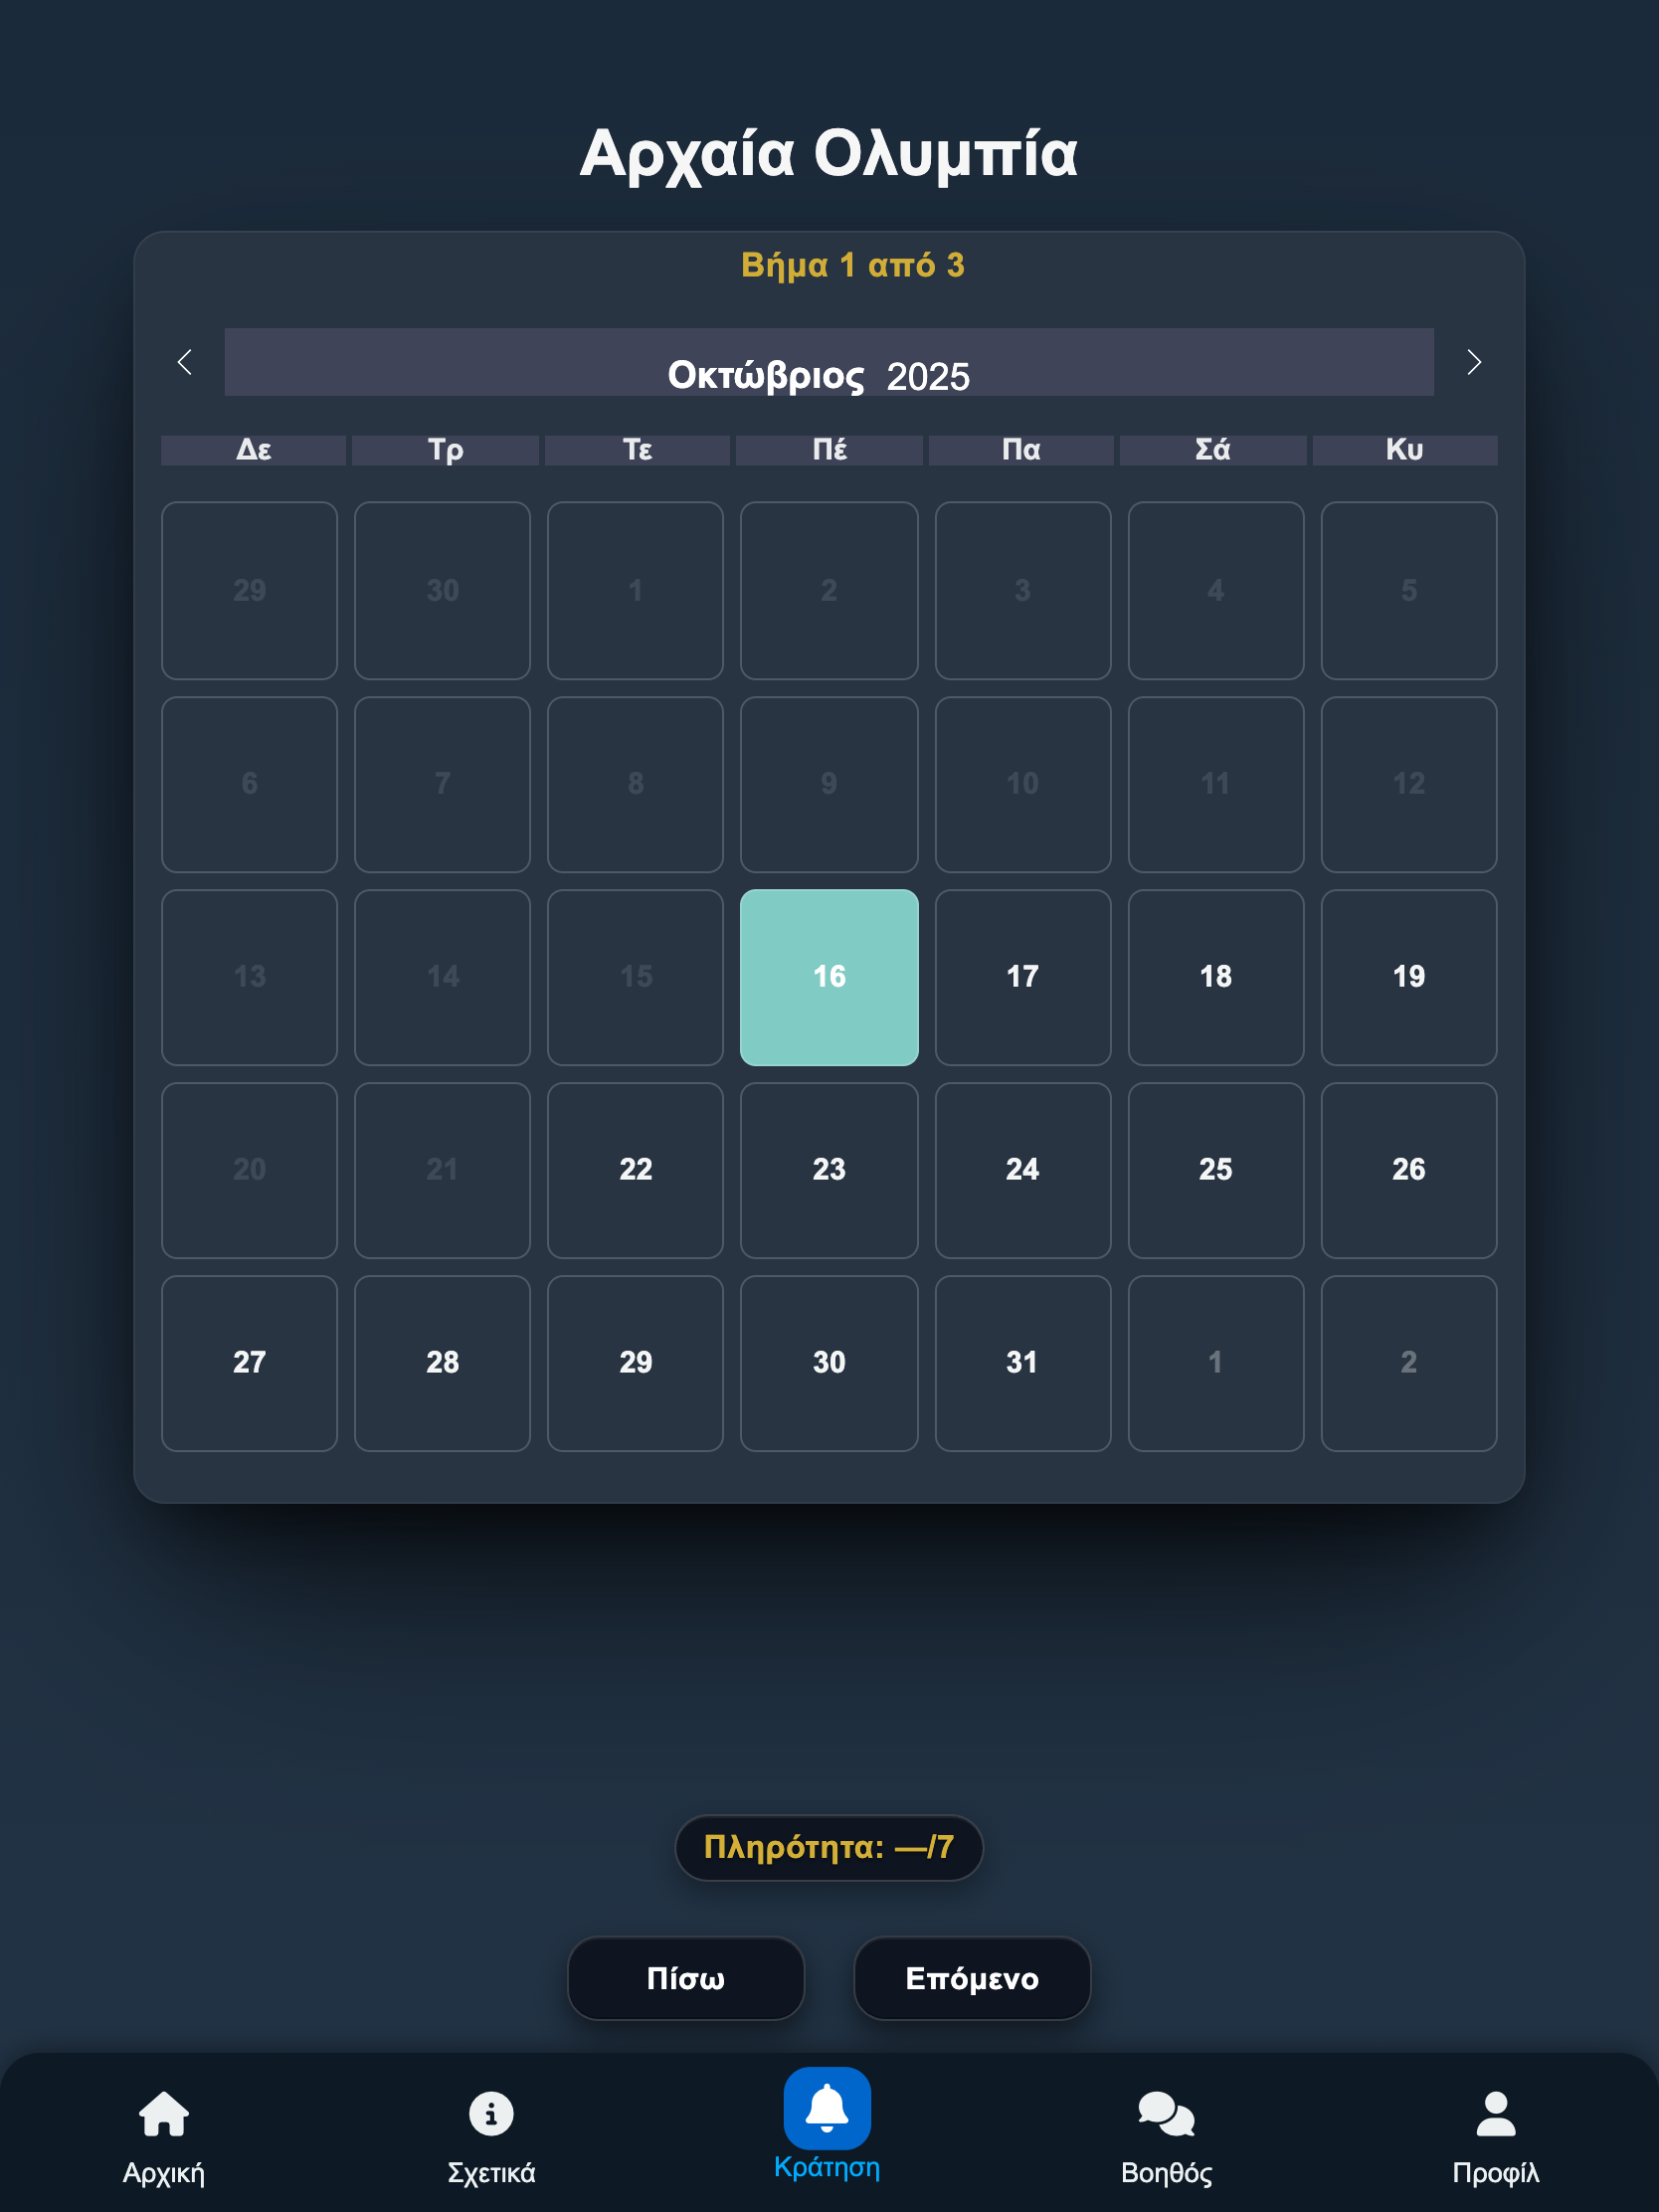 Αρχαία Ολυμπία
Βήμα 1 από 3
Οκτώβριος 2025
Δε Τρ Τε Πέ Πα Σά Κυ
29 30 1 2 3 4 5
6 7 8 9 10 11 12
13 14 15 16 17 18 19
20 21 22 23 24 25 26
27 28 29 30 31 1 2
Πληρότητα: —/7
Πίσω Επόμενο
Αρχική Σχετικά Κράτηση Βοηθός Προφίλ